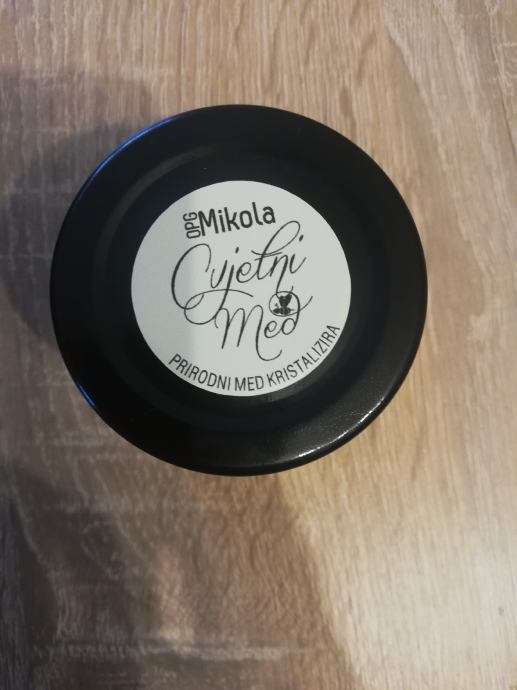 OPG Mikola
Cvjetni
Med
PRIRODNI MED KRISTALIZIRA